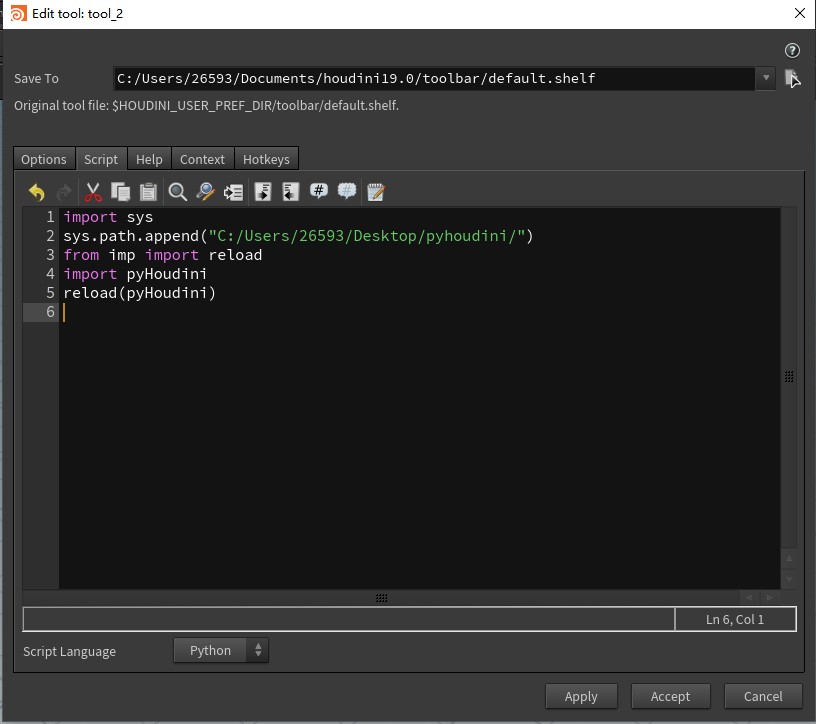 Edit tool: tool_2
Save To C:/Users/26593/Documents/houdini19.0/toolbar/default.shelf
Original tool file: $HOUDINI_USER_PREF_DIR/toolbar/default.shelf.
Options Script Help Context Hotkeys
1 import sys
2 sys.path.append("C:/Users/26593/Desktop/pyhoudini/")
3 from imp import reload
4 import pyHoudini
5 reload(pyHoudini)
6
Ln 6, Col 1
Script Language Python
Apply Accept Cancel